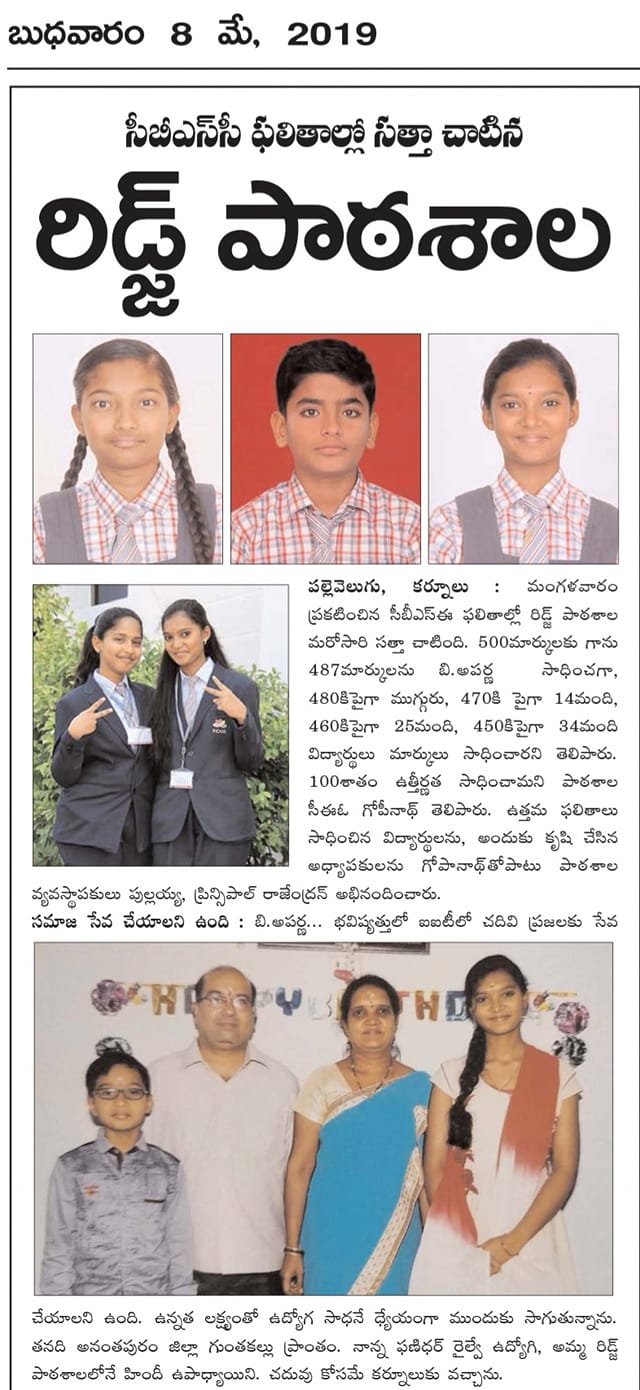 బుధవారం 8 మే, 2019
సీబీఎస్‌సీ ఫలితాల్లో సత్తా చాటిన
రిడ్జ్ పాఠశాల
పల్లెవెలుగు, కర్నూలు : మంగళవారం
ప్రకటించిన సీబీఎస్ఈ ఫలితాల్లో రిడ్జ్ పాఠశాల
మరోసారి సత్తా చాటింది. 500మార్కులకు గాను
487మార్కులను బి.అపర్ణ సాధించగా,
480కిపైగా ముగ్గురు, 470కి పైగా 14మంది,
460కిపైగా 25మంది, 450కిపైగా 34మంది
విద్యార్థులు మార్కులు సాధించారని తెలిపారు.
100శాతం ఉత్తీర్ణత సాధించామని పాఠశాల
సీఈఓ గోపీనాథ్ తెలిపారు. ఉత్తమ ఫలితాలు
సాధించిన విద్యార్థులను, అందుకు కృషి చేసిన
అధ్యాపకులను గోపానాథ్‌తోపాటు పాఠశాల
వ్యవస్థాపకులు పుల్లయ్య, ప్రిన్సిపాల్ రాజేంద్రన్ అభినందించారు.
సమాజ సేవ చేయాలని ఉంది : బి.అపర్ణ... భవిష్యత్తులో ఐఐటీలో చదివి ప్రజలకు సేవ
HAPPY BIRTHD
చేయాలని ఉంది. ఉన్నత లక్ష్యంతో ఉద్యోగ సాధనే ధ్యేయంగా ముందుకు సాగుతున్నాను.
తనది అనంతపురం జిల్లా గుంతకల్లు ప్రాంతం. నాన్న ఫణిధర్ రైల్వే ఉద్యోగి, అమ్మ రిడ్జ్
పాఠశాలలోనే హిందీ ఉపాధ్యాయిని. చదువు కోసమే కర్నూలుకు వచ్చాను.